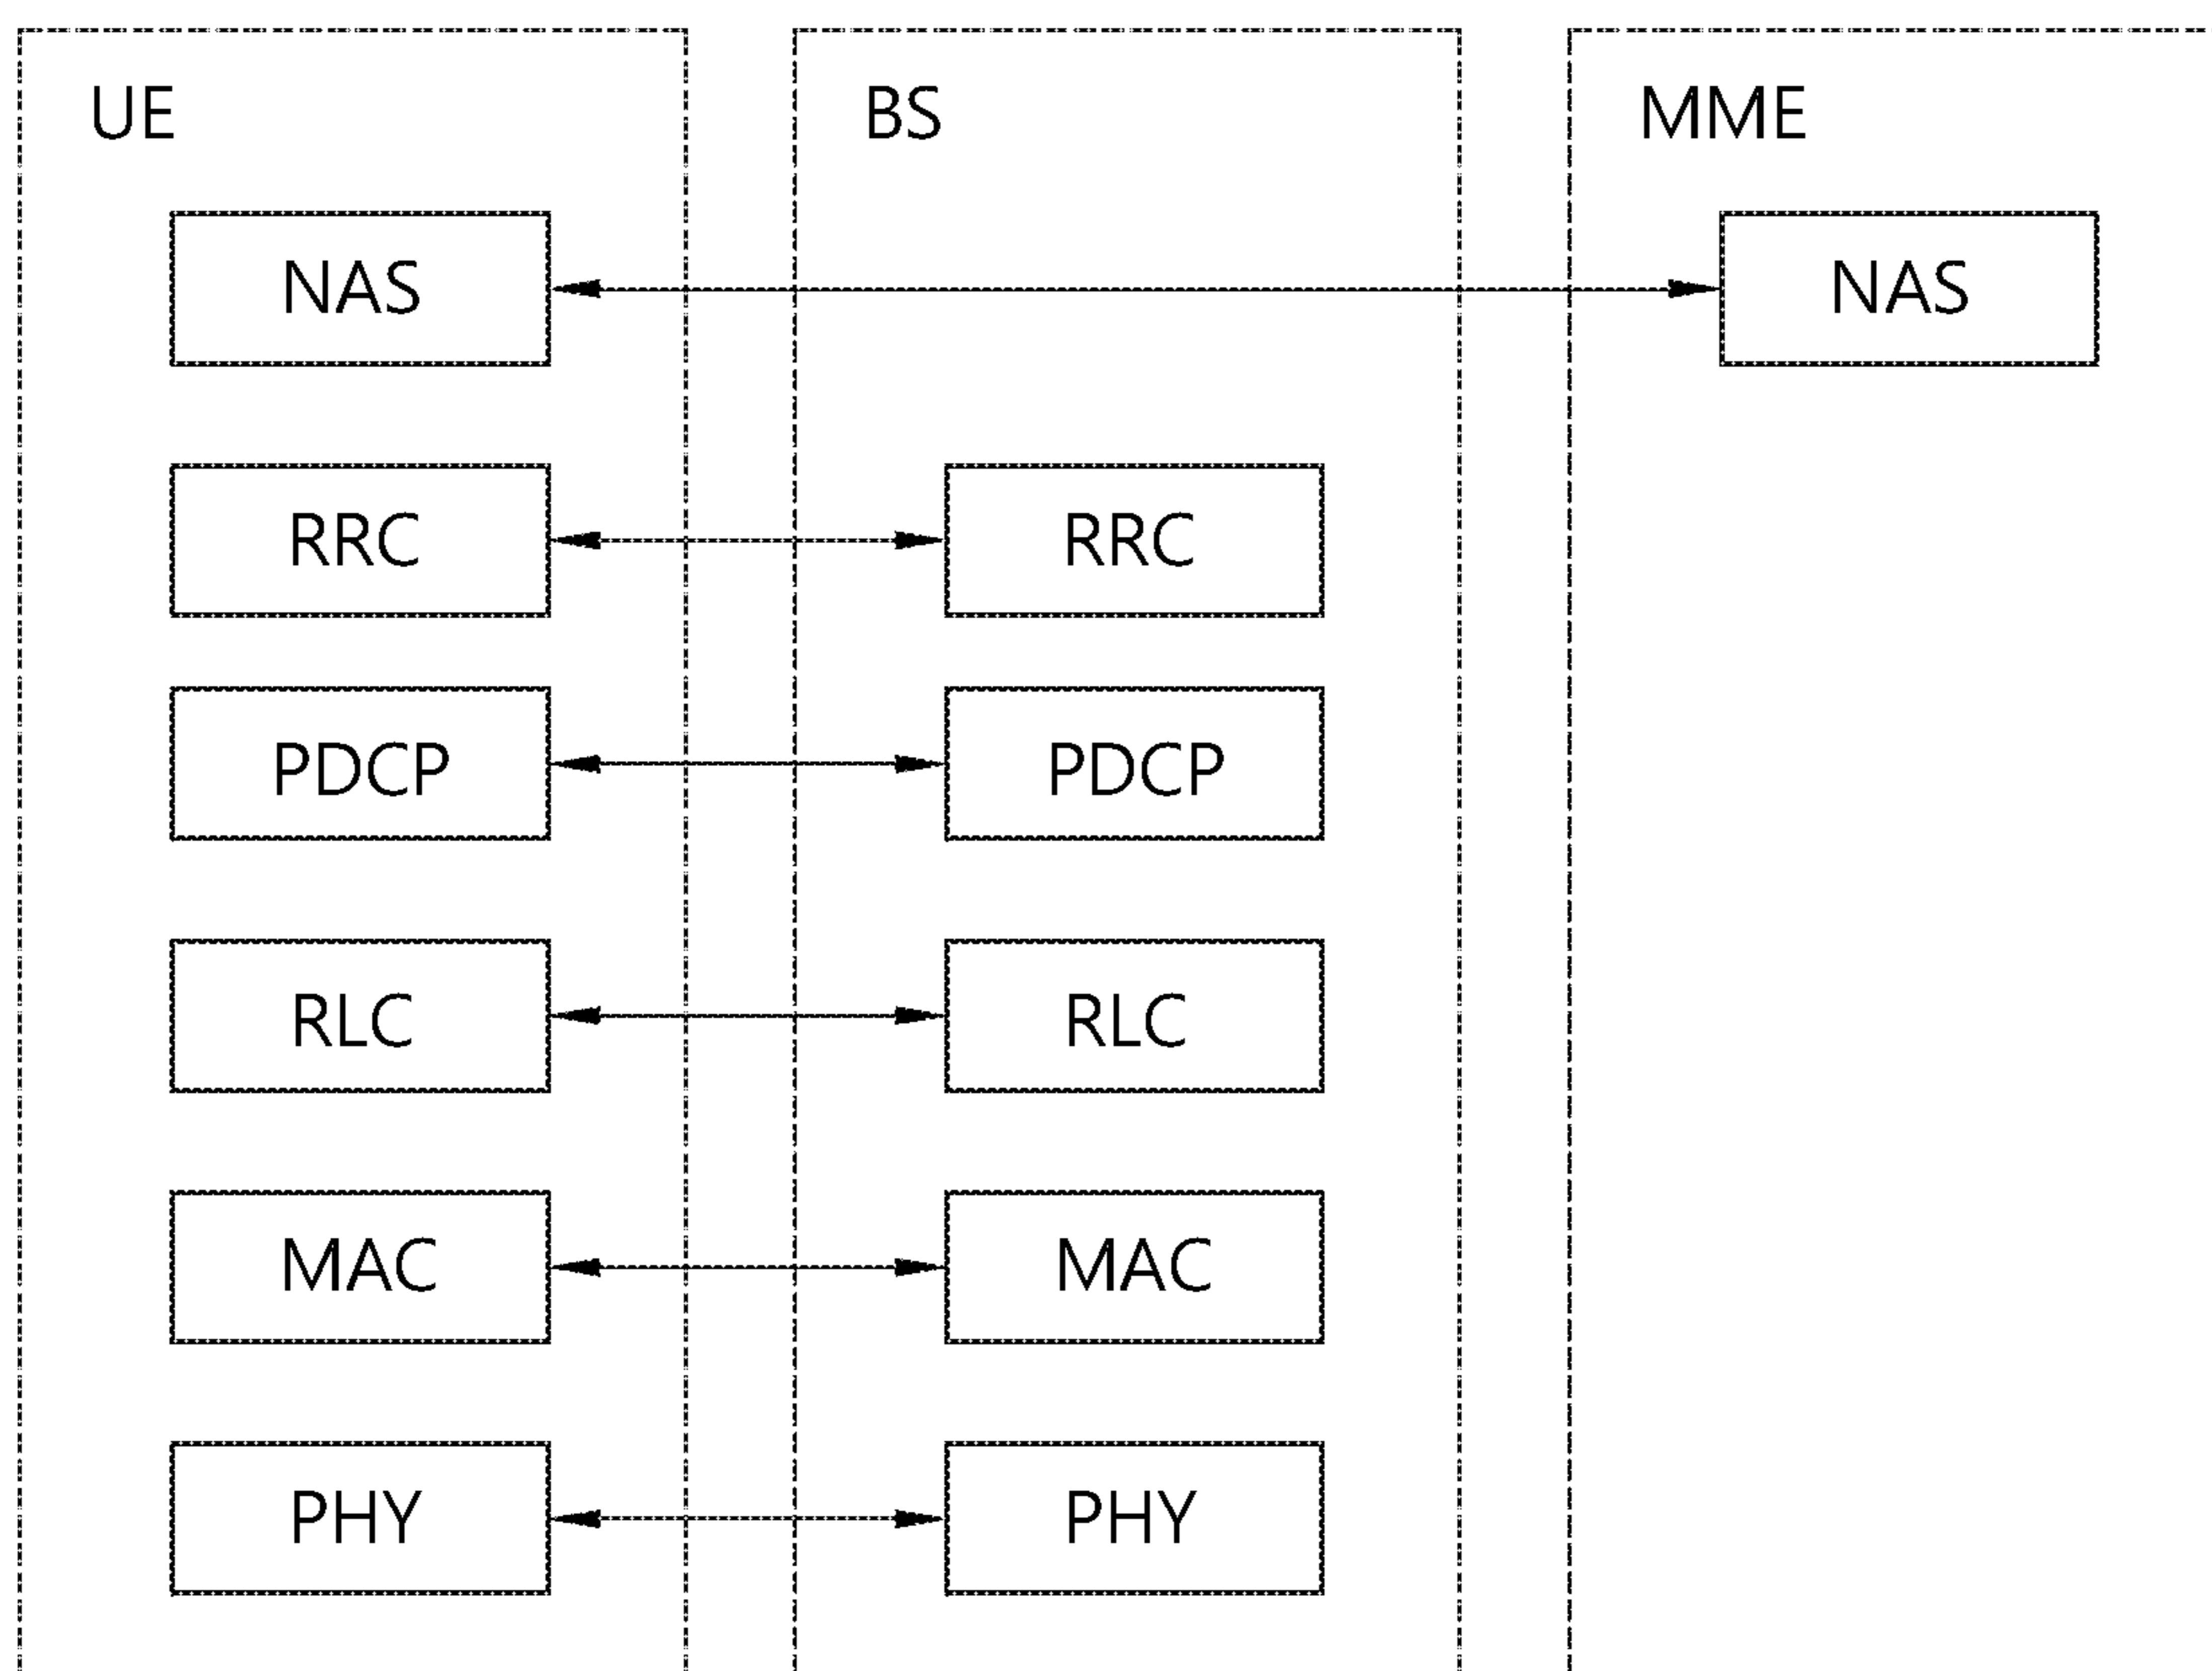 UE BS MME
NAS NAS
RRC RRC
PDCP PDCP
RLC RLC
MAC MAC
PHY PHY